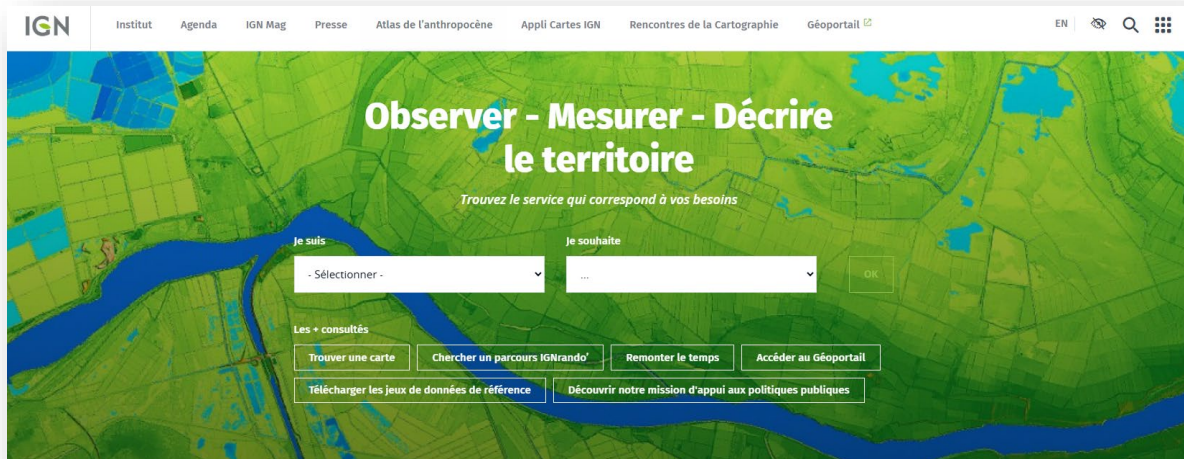 IGN
Institut
Agenda
IGN Mag
Presse
Atlas de l'anthropocène
Appli Cartes IGN
Rencontres de la Cartographie
Géoportail
EN
Observer - Mesurer - Décrire
le territoire
Trouvez le service qui correspond à vos besoins
Je suis
Je souhaite
- Sélectionner -
...
OK
Les + consultés
Trouver une carte
Chercher un parcours IGNrando'
Remonter le temps
Accéder au Géoportail
Télécharger les jeux de données de référence
Découvrir notre mission d'appui aux politiques publiques